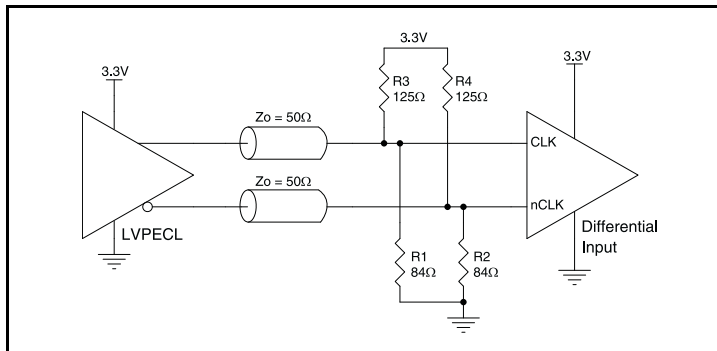 3.3V
3.3V
3.3V
R3
125Ω
R4
125Ω
Zo = 50Ω
CLK
Zo = 50Ω
nCLK
LVPECL
Differential
Input
R1
84Ω
R2
84Ω